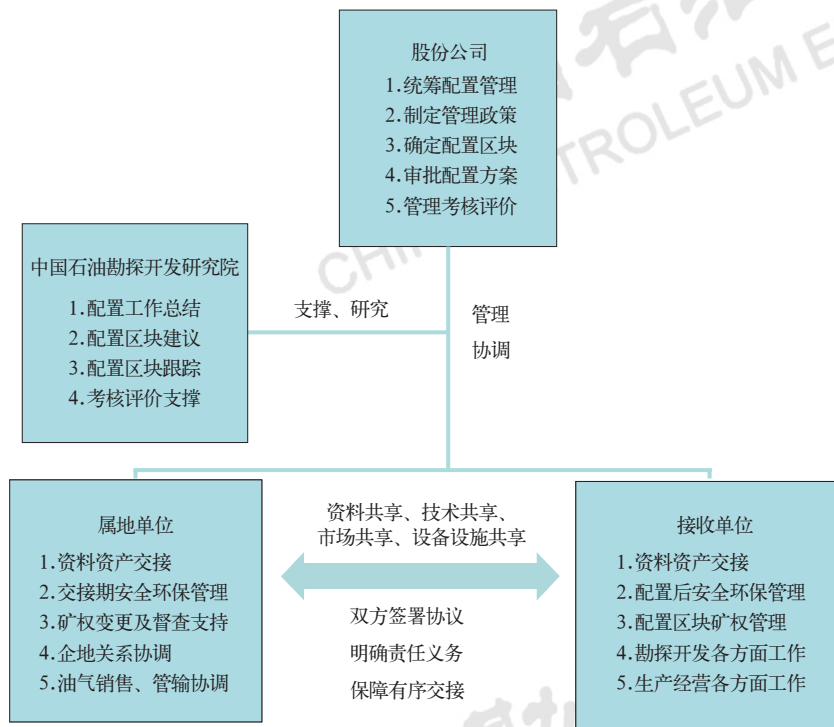 股份公司
1.统筹配置管理
2.制定管理政策
3.确定配置区块
4.审批配置方案
5.管理考核评价
中国石油勘探开发研究院
1.配置工作总结
2.配置区块建议
3.配置区块跟踪
4.考核评价支撑
支撑、研究
管理
协调
属地单位
1.资料资产交接
2.交接期安全环保管理
3.矿权变更及督查支持
4.企地关系协调
5.油气销售、管输协调
资料共享、技术共享、
市场共享、设备设施共享
双方签署协议
明确责任义务
保障有序交接
接收单位
1.资料资产交接
2.配置后安全环保管理
3.配置区块矿权管理
4.勘探开发各方面工作
5.生产经营各方面工作